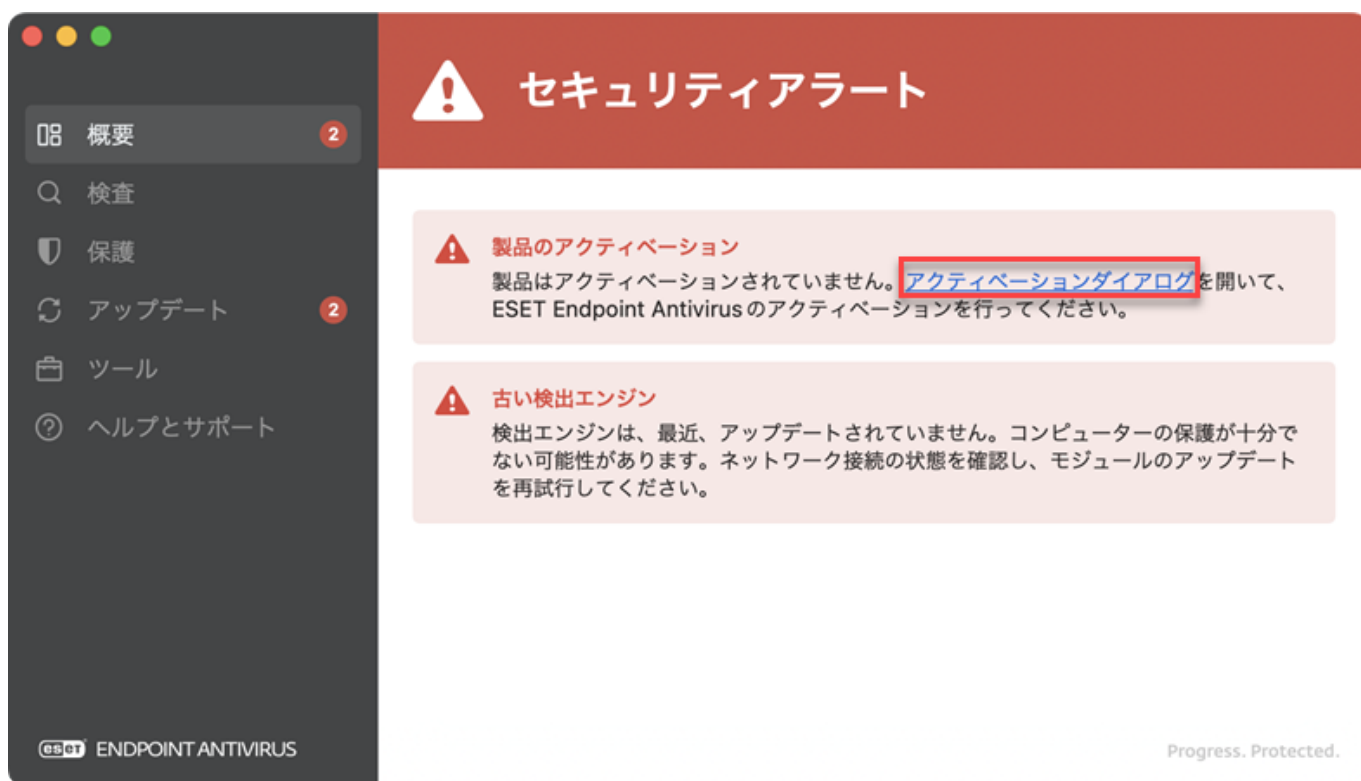 セキュリティアラート
概要
2
検査
保護
アップデート
2
ツール
ヘルプとサポート
製品のアクティベーション
製品はアクティベーションされていません。アクティベーションダイアログを開いて、
ESET Endpoint Antivirusのアクティベーションを行ってください。
古い検出エンジン
検出エンジンは、最近、アップデートされていません。コンピューターの保護が十分で
ない可能性があります。ネットワーク接続の状態を確認し、モジュールのアップデート
を再試行してください。
eset ENDPOINT ANTIVIRUS
Progress. Protected.